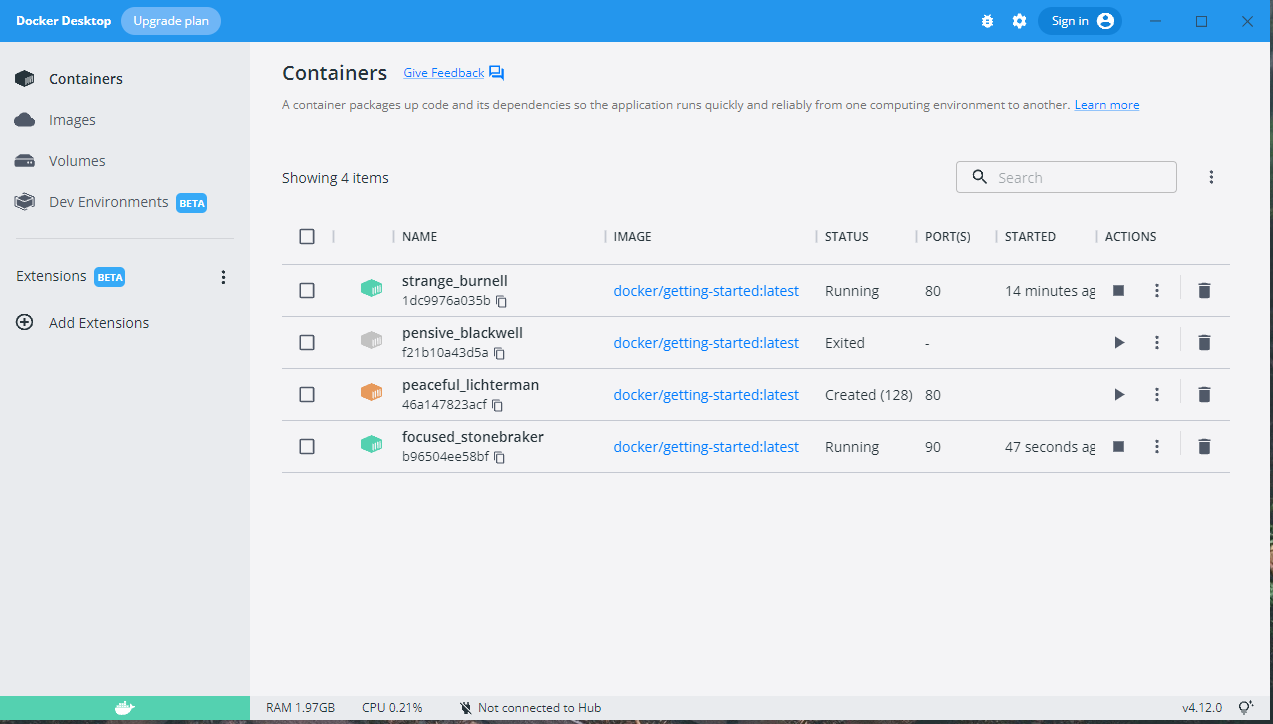 Docker Desktop Upgrade plan Sign in
Containers
Images
Volumes
Dev Environments BETA
Extensions BETA
Add Extensions
Containers Give Feedback
A container packages up code and its dependencies so the application runs quickly and reliably from one computing environment to another. Learn more
Showing 4 items Search
NAME IMAGE STATUS PORT(S) STARTED ACTIONS
strange_burnell
1dc9976a035b docker/getting-started:latest Running 80 14 minutes ag
pensive_blackwell
f21b10a43d5a docker/getting-started:latest Exited -
peaceful_lichterman
46a147823acf docker/getting-started:latest Created (128) 80
focused_stonebraker
b96504ee58bf docker/getting-started:latest Running 90 47 seconds ag
RAM 1.97GB CPU 0.21% Not connected to Hub v4.12.0